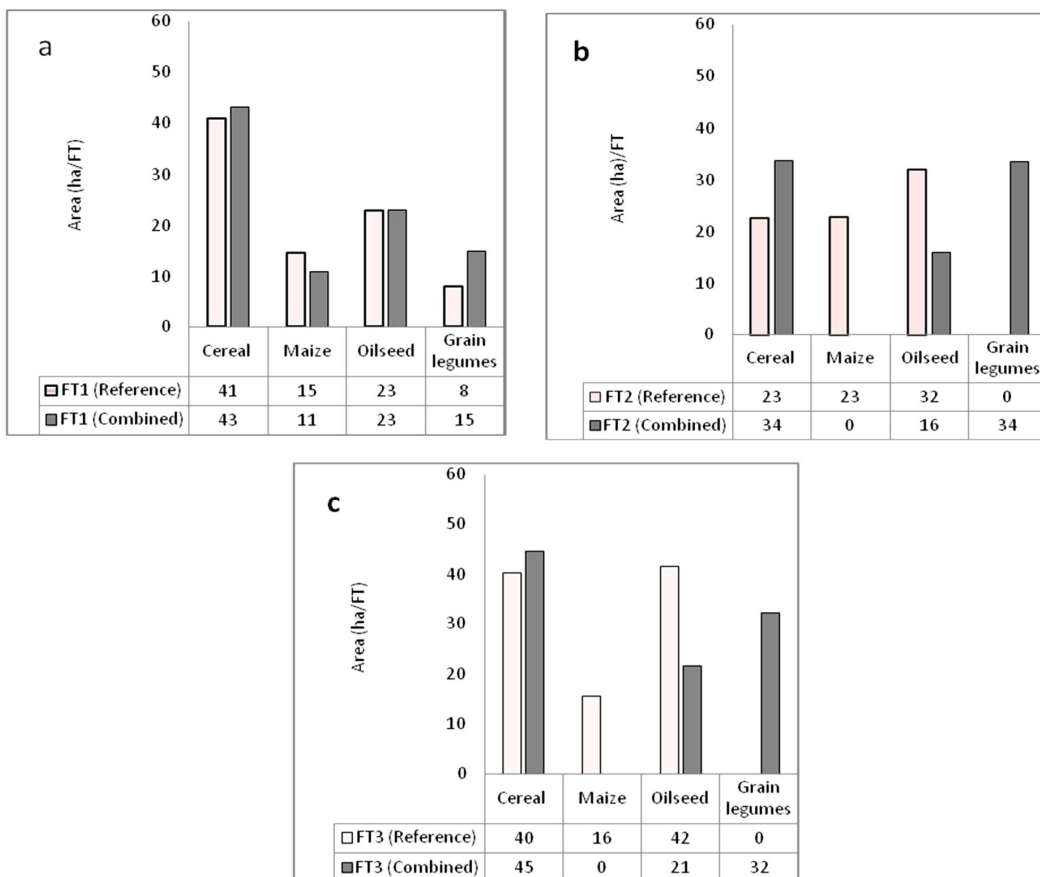 a
60
50
40
30
20
10
0
Area (ha/FT)
Cereal Maize Oilseed Grain legumes
FT1 (Reference) 41 15 23 8
FT1 (Combined) 43 11 23 15
b
60
50
40
30
20
10
0
Area (ha)/FT
Cereal Maize Oilseed Grain legumes
FT2 (Reference) 23 23 32 0
FT2 (Combined) 34 0 16 34
c
60
50
40
30
20
10
0
Area (ha/FT)
Cereal Maize Oilseed Grain legumes
FT3 (Reference) 40 16 42 0
FT3 (Combined) 45 0 21 32